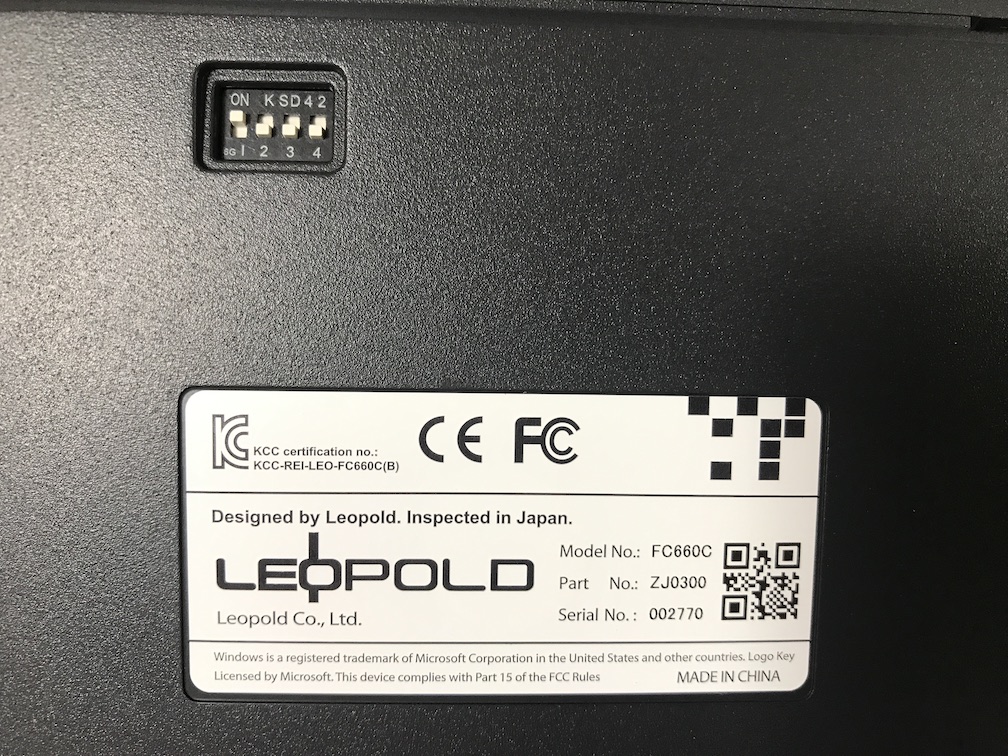 ON K S D 4 2
SG 1 2 3 4
KC
KCC certification no.:
KCC-REI-LEO-FC660C(B)
CE FC
Designed by Leopold. Inspected in Japan.
LEOPOLD
Leopold Co., Ltd.
Model No.: FC660C
Part No.: ZJ0300
Serial No.: 002770
Windows is a registered trademark of Microsoft Corporation in the United States and other countries. Logo Key
Licensed by Microsoft. This device complies with Part 15 of the FCC Rules
MADE IN CHINA